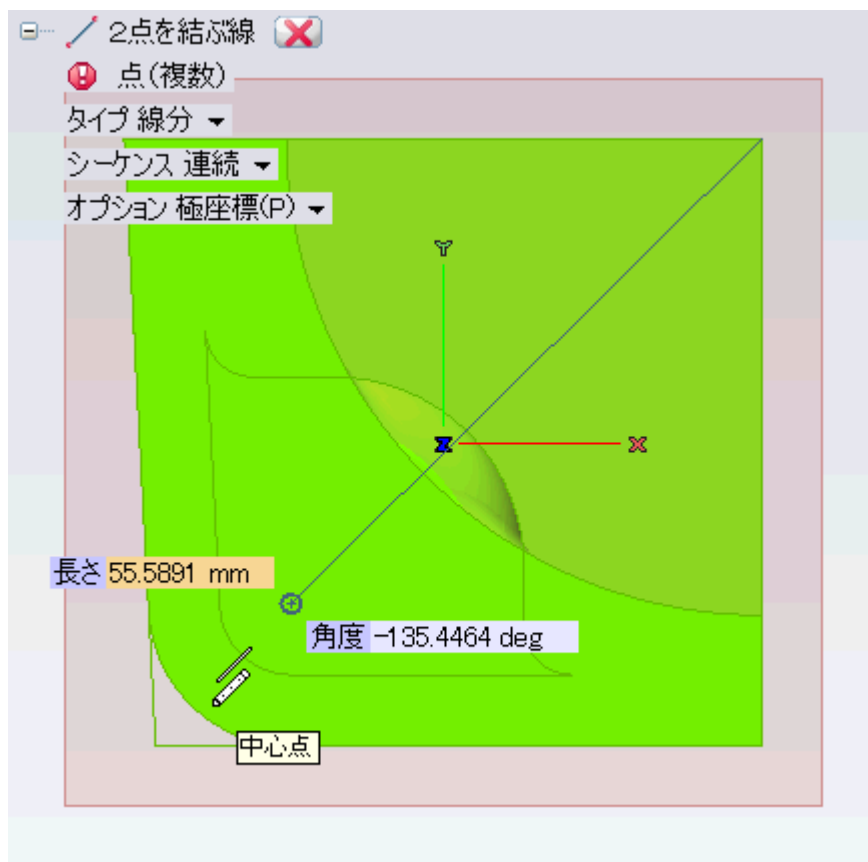 2点を結ぶ線
点(複数)
タイプ 線分
シーケンス 連続
オプション 極座標(P)
Y
Z X
長さ 55.5891 mm
角度 -135.4464 deg
中心点